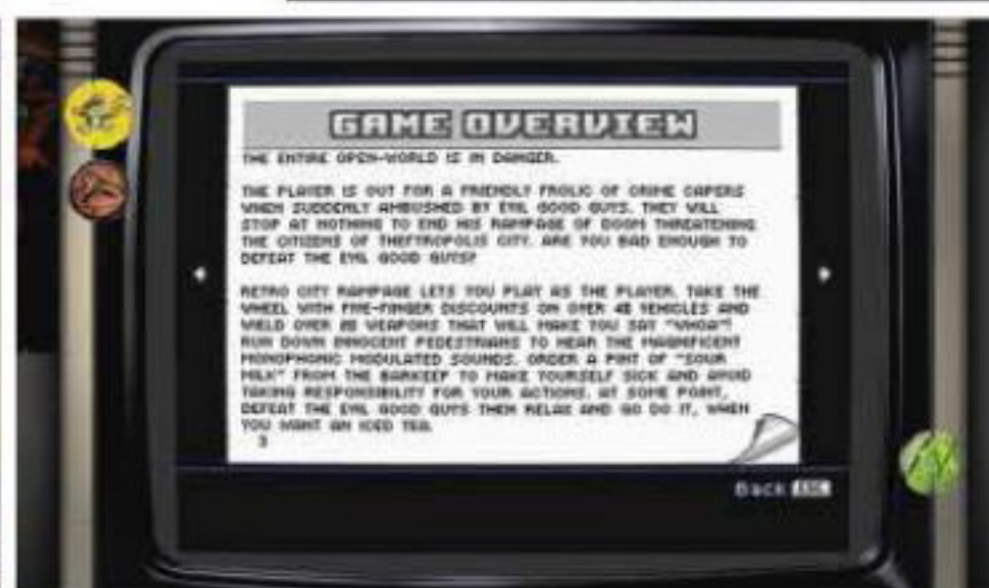 GAME OVERVIEW
THE ENTIRE OPEN-WORLD IS IN DANGER.
THE PLAYER IS OUT FOR A FRIENDLY FROLIC OF CRIME CAPERS
WHEN SUDDENLY AMBUSHED BY EVIL GOOD GUYS. THEY WILL
STOP AT NOTHING TO END HIS RAMPAGE OF DOOM THREATENING
THE CITIZENS OF THEFTROPOLIS CITY. ARE YOU BAD ENOUGH TO
DEFEAT THE EVIL GOOD GUYS?
RETRO CITY RAMPAGE LETS YOU PLAY AS THE PLAYER. TAKE THE
WHEEL WITH FIVE-FINGER DISCOUNTS ON OVER VEHICLES AND
WIELD OVER WEAPONS THAT WILL MAKE YOU SAY "WHOA"!
RUN DOWN INNOCENT PEDESTRIANS TO HEAR THE MAGNIFICENT
MONOPHONIC MODULATED SOUNDS. ORDER A PINT OF "SOUR
MILK" FROM THE BARKEEP TO MAKE YOURSELF SICK AND AVOID
TAKING RESPONSIBILITY FOR YOUR ACTIONS. AT SOME POINT,
DEFEAT THE EVIL GOOD GUYS THEN RELAX AND GO DO IT, WHEN
YOU WANT AN ICED TEA.
3
Back ESC